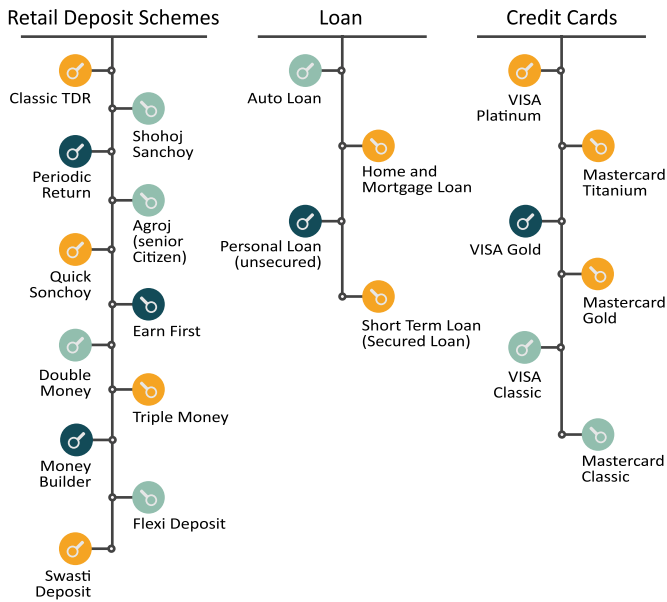 Retail Deposit Schemes
Classic TDR
Shohoj
Sanchoy
Periodic
Return
Agroj
(senior
Citizen)
Quick
Sonchoy
Earn First
Double
Money
Triple Money
Money
Builder
Flexi Deposit
Swasti
Deposit
Loan
Auto Loan
Home and
Mortgage Loan
Personal Loan
(unsecured)
Short Term Loan
(Secured Loan)
Credit Cards
VISA
Platinum
Mastercard
Titanium
VISA Gold
Mastercard
Gold
VISA
Classic
Mastercard
Classic